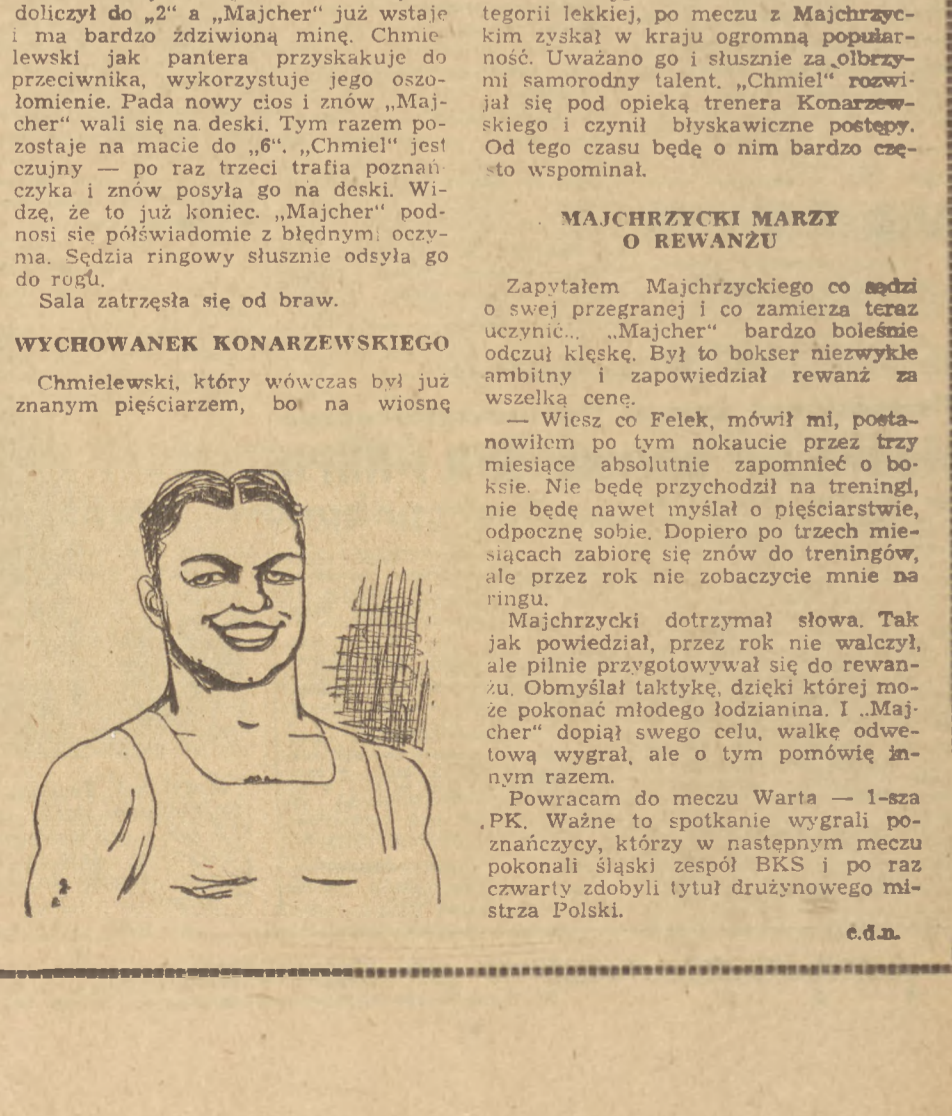 doliczył do „2“ a „Majcher“ już wstaje
i ma bardzo ździwioną minę. Chmie
lewski jak pantera przyskakuje do
przeciwnika, wykorzystuje jego oszo-
łomienie. Pada nowy cios i znów „Maj-
cher“ wali się na deski. Tym razem po-
zostaje na macie do „6“. „Chmiel“ jest
czujny — po raz trzeci trafia poznań
czyka i znów posyła go na deski. Wi-
dzę, że to już koniec. „Majcher“ pod-
nosi się półświadomie z błędnymi oczy-
ma. Sędzia ringowy słusznie odsyła go
do rogu.
Sala zatrzęsła się od braw.
WYCHOWANEK KONARZEWSKIEGO
Chmielewski, który wówczas był już
znanym pięściarzem, bo na wiosnę
tegorii lekkiej, po meczu z Majchrzyc-
kim zyskał w kraju ogromną popular-
ność. Uważano go i słusznie za olbrzy-
mi samorodny talent. „Chmiel“ rozwi-
jał się pod opieką trenera Konarzew-
skiego i czynił błyskawiczne postępy.
Od tego czasu będę o nim bardzo czę-
sto wspominał.
MAJCHRZYCKI MARZY
O REWANŻU
Zapytałem Majchrzyckiego co sądzi
o swej przegranej i co zamierza teraz
uczynić... „Majcher“ bardzo boleśnie
odczuł klęskę. Był to bokser niezwykle
ambitny i zapowiedział rewanż za
wszelką cenę.
— Wiesz co Felek, mówił mi, posta-
nowiłem po tym nokaucie przez trzy
miesiące absolutnie zapomnieć o bo-
ksie. Nie będę przychodził na treningi,
nie będę nawet myślał o pięściarstwie,
odpocznę sobie. Dopiero po trzech mie-
siącach zabiorę się znów do treningów,
ale przez rok nie zobaczycie mnie na
ringu.
Majchrzycki dotrzymał słowa. Tak
jak powiedział, przez rok nie walczył,
ale pilnie przygotowywał się do rewan-
żu. Obmyślał taktykę, dzięki której mo-
że pokonać młodego łodzianina. I „Maj-
cher“ dopiął swego celu, walkę odwe-
tową wygrał, ale o tym pomówię in-
nym razem.
Powracam do meczu Warta — 1-sza
PK. Ważne to spotkanie wygrali po-
znańczycy, którzy w następnym meczu
pokonali śląski zespół BKS i po raz
czwarty zdobyli tytuł drużynowego mi-
strza Polski.
c.d.n.